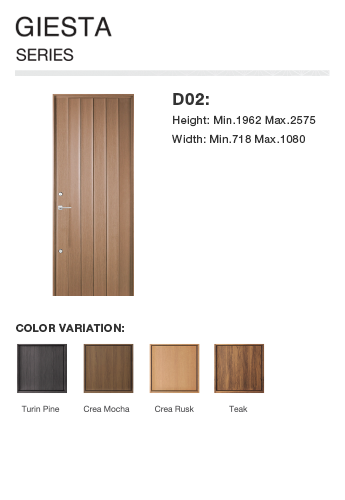 GIESTA
SERIES
D02:
Height: Min.1962 Max.2575
Width: Min.718 Max.1080
COLOR VARIATION:
Turin Pine
Crea Mocha
Crea Rusk
Teak